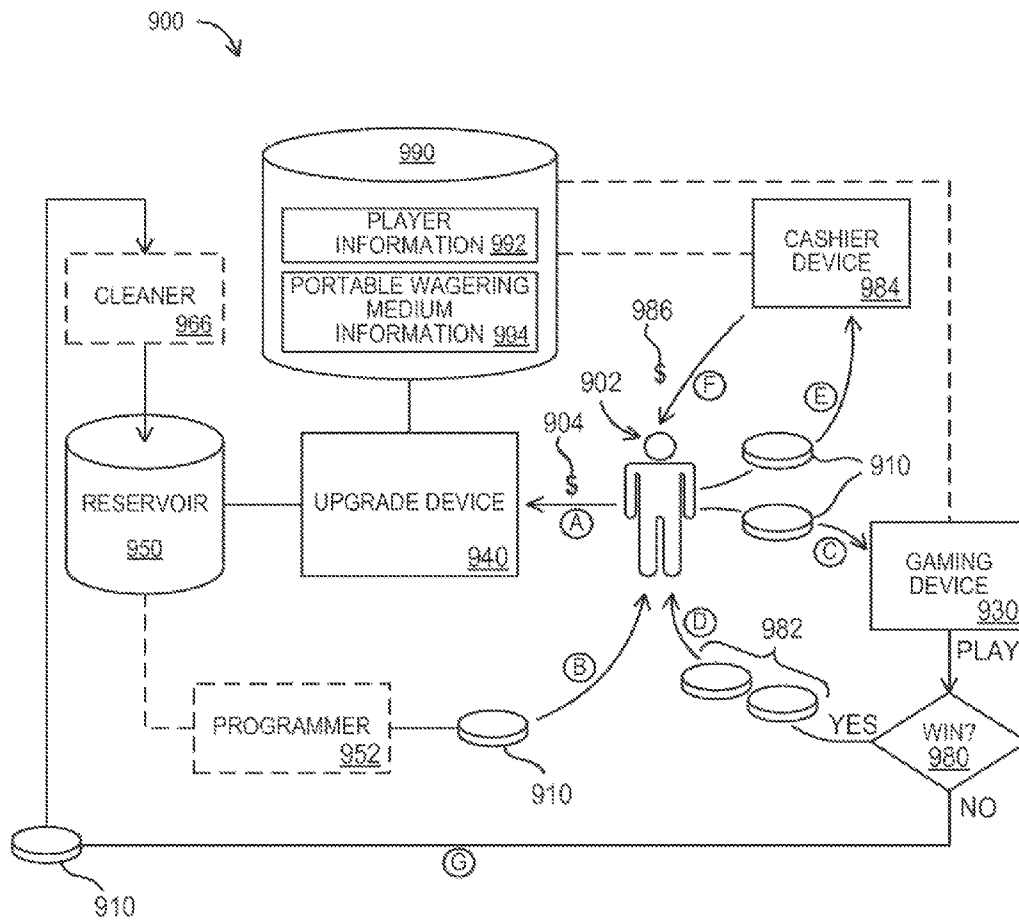 900
990
PLAYER
INFORMATION 992
PORTABLE WAGERING
MEDIUM
INFORMATION 994
CASHIER
DEVICE
984
CLEANER
966
986
$
F
E
902
904
$
A
910
RESERVOIR
950
UPGRADE DEVICE
940
C
GAMING
DEVICE
930
PLAY
D
982
B
PROGRAMMER
952
910
YES
WIN?
980
NO
G
910